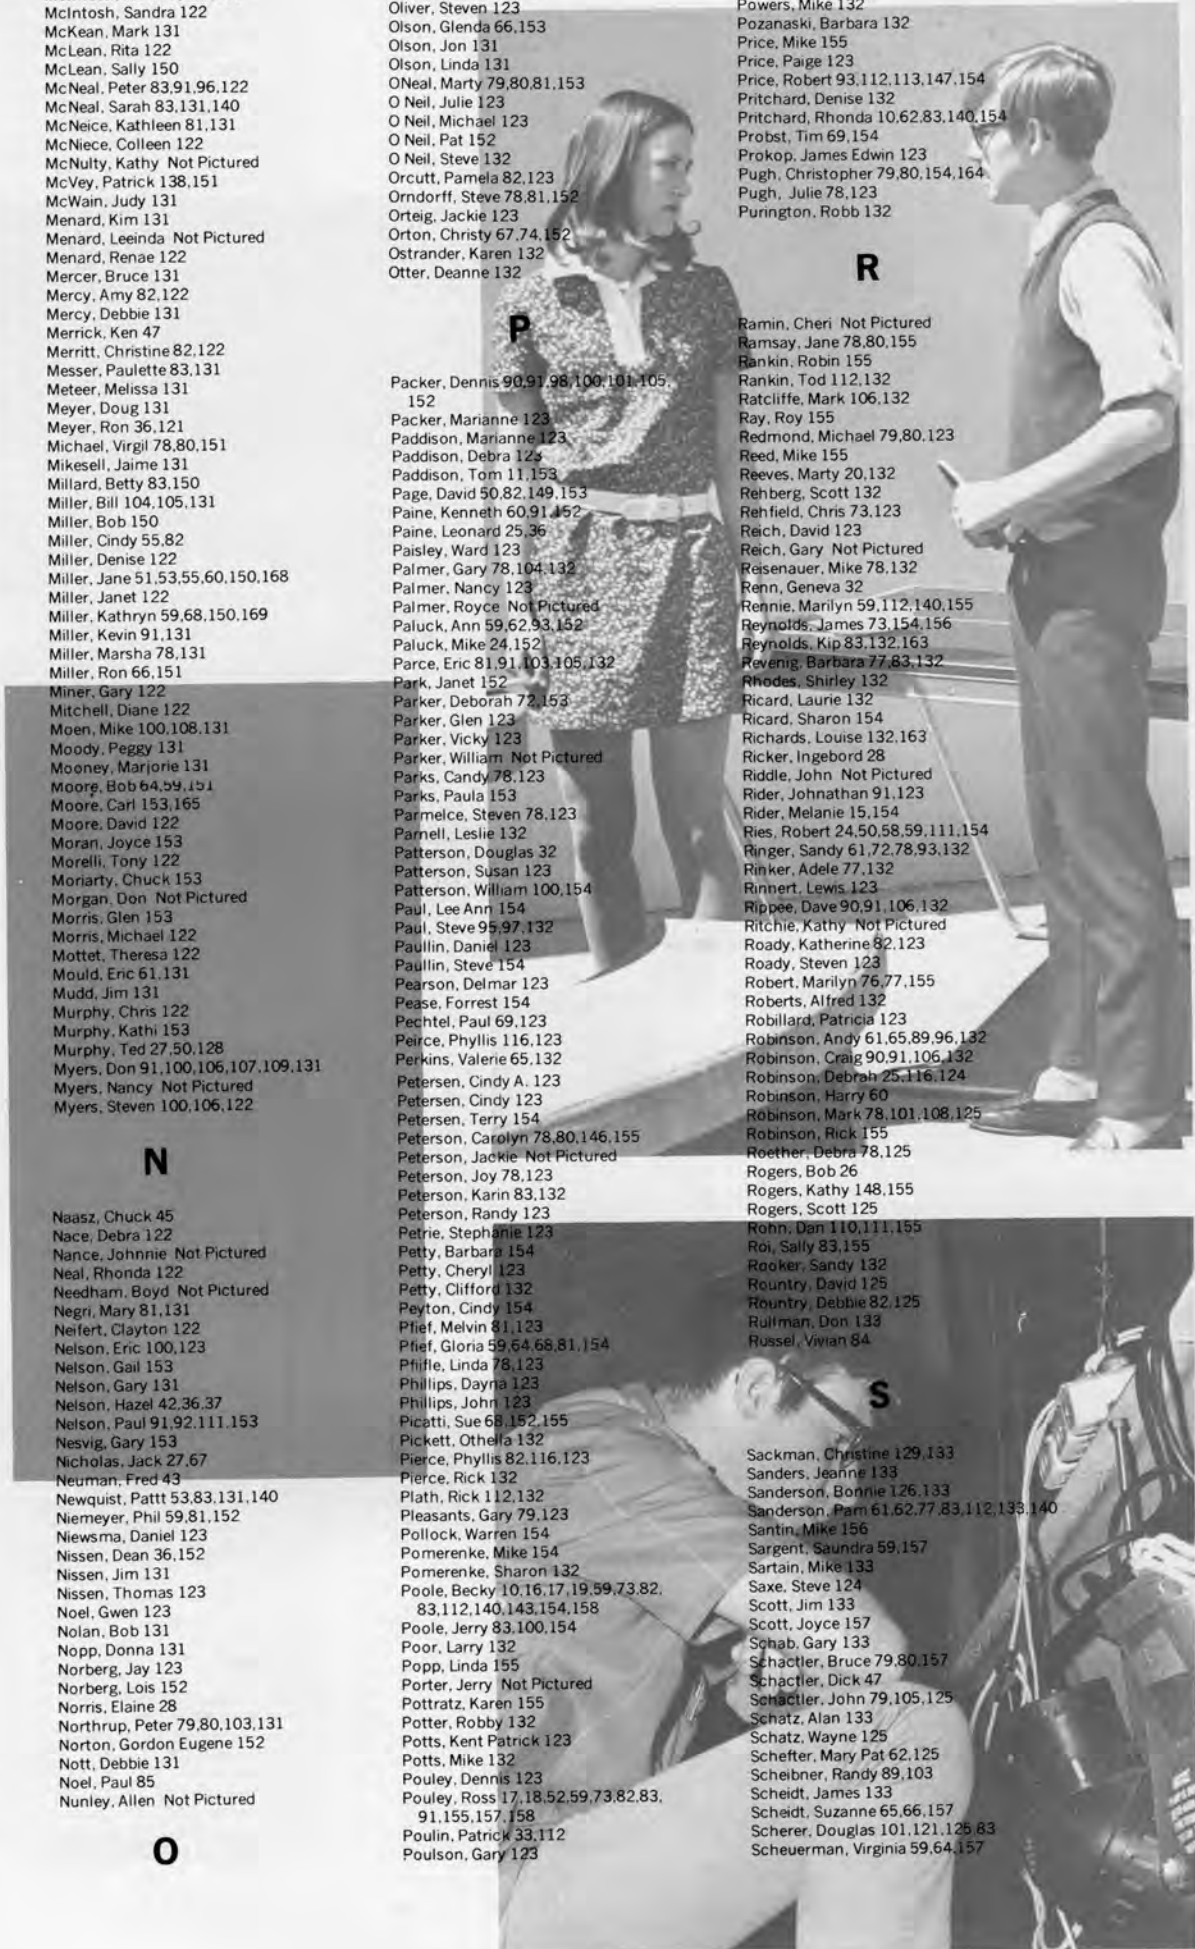 McIntosh, Sandra 122
McKean, Mark 131
McLean, Rita 122
McLean, Sally 150
McNeal, Peter 83,91,96,122
McNeal, Sarah 83,131,140
McNeice, Kathleen 81,131
McNiece, Colleen 122
McNulty, Kathy Not Pictured
McVey, Patrick 138,151
McWain, Judy 131
Menard, Kim 131
Menard, Leeinda Not Pictured
Menard, Renae 122
Mercer, Bruce 131
Mercy, Amy 82,122
Mercy, Debbie 131
Merrick, Ken 47
Merritt, Christine 82,122
Messer, Paulette 83,131
Meteer, Melissa 131
Meyer, Doug 131
Meyer, Ron 36,121
Michael, Virgil 78,80,151
Mikesell, Jaime 131
Millard, Betty 83,150
Miller, Bill 104,105,131
Miller, Bob 150
Miller, Cindy 55,82
Miller, Denise 122
Miller, Jane 51,53,55,60,150,168
Miller, Janet 122
Miller, Kathryn 59,68,150,169
Miller, Kevin 91,131
Miller, Marsha 78,131
Miller, Ron 66,151
Miner, Gary 122
Mitchell, Diane 122
Moen, Mike 100,108,131
Moody, Peggy 131
Mooney, Marjorie 131
Moore, Bob 64,59,151
Moore, Carl 153,165
Moore, David 122
Moran, Joyce 153
Morelli, Tony 122
Moriarty, Chuck 153
Morgan, Don Not Pictured
Morris, Glen 153
Morris, Michael 122
Mottet, Theresa 122
Mould, Eric 61,131
Mudd, Jim 131
Murphy, Chris 122
Murphy, Kathi 153
Murphy, Ted 27,50,128
Myers, Don 91,100,106,107,109,131
Myers, Nancy Not Pictured
Myers, Steven 100,106,122
N
Naasz, Chuck 45
Nace, Debra 122
Nance, Johnnie Not Pictured
Neal, Rhonda 122
Needham, Boyd Not Pictured
Negri, Mary 81,131
Neifert, Clayton 122
Nelson, Eric 100,123
Nelson, Gail 153
Nelson, Gary 131
Nelson, Hazel 42,36,37
Nelson, Paul 91,92,111,153
Nesvig, Gary 153
Nicholas, Jack 27,67
Neuman, Fred 43
Newquist, Pattt 53,83,131,140
Niemeyer, Phil 59,81,152
Niewsma, Daniel 123
Nissen, Dean 36,152
Nissen, Jim 131
Nissen, Thomas 123
Noel, Gwen 123
Nolan, Bob 131
Nopp, Donna 131
Norberg, Jay 123
Norberg, Lois 152
Norris, Elaine 28
Northrup, Peter 79,80,103,131
Norton, Gordon Eugene 152
Nott, Debbie 131
Noel, Paul 85
Nunley, Allen Not Pictured
O
Oliver, Steven 123
Olson, Glenda 66,153
Olson, Jon 131
Olson, Linda 131
ONeal, Marty 79,80,81,153
O Neil, Julie 123
O Neil, Michael 123
O Neil, Pat 152
O Neil, Steve 132
Orcutt, Pamela 82,123
Orndorff, Steve 78,81,152
Orteig, Jackie 123
Orton, Christy 67,74,152
Ostrander, Karen 132
Otter, Deanne 132
P
Packer, Dennis 90,91,98,100,101,105,
152
Packer, Marianne 123
Paddison, Marianne 123
Paddison, Debra 123
Paddison, Tom 11,153
Page, David 50,82,149,153
Paine, Kenneth 60,91,152
Paine, Leonard 25,36
Paisley, Ward 123
Palmer, Gary 78,104,132
Palmer, Nancy 123
Palmer, Royce Not Pictured
Paluck, Ann 59,62,93,152
Paluck, Mike 24,152
Parce, Eric 81,91,103,105,132
Park, Janet 152
Parker, Deborah 72,153
Parker, Glen 123
Parker, Vicky 123
Parker, William Not Pictured
Parks, Candy 78,123
Parks, Paula 153
Parmelce, Steven 78,123
Parnell, Leslie 132
Patterson, Douglas 32
Patterson, Susan 123
Patterson, William 100,154
Paul, Lee Ann 154
Paul, Steve 95,97,132
Paullin, Daniel 123
Paullin, Steve 154
Pearson, Delmar 123
Pease, Forrest 154
Pechtel, Paul 69,123
Peirce, Phyllis 116,123
Perkins, Valerie 65,132
Petersen, Cindy A. 123
Petersen, Cindy 123
Petersen, Terry 154
Peterson, Carolyn 78,80,146,155
Peterson, Jackie Not Pictured
Peterson, Joy 78,123
Peterson, Karin 83,132
Peterson, Randy 123
Petrie, Stephanie 123
Petty, Barbara 154
Petty, Cheryl 123
Petty, Clifford 132
Peyton, Cindy 154
Pfief, Melvin 81,123
Pfief, Gloria 59,64,68,81,154
Pfiifle, Linda 78,123
Phillips, Dayna 123
Phillips, John 123
Picatti, Sue 68,152,155
Pickett, Othella 132
Pierce, Phyllis 82,116,123
Pierce, Rick 132
Plath, Rick 112,132
Pleasants, Gary 79,123
Pollock, Warren 154
Pomerenke, Mike 154
Pomerenke, Sharon 132
Poole, Becky 10,16,17,19,59,73,82,
83,112,140,143,154,158
Poole, Jerry 83,100,154
Poor, Larry 132
Popp, Linda 155
Porter, Jerry Not Pictured
Pottratz, Karen 155
Potter, Robby 132
Potts, Kent Patrick 123
Potts, Mike 132
Pouley, Dennis 123
Pouley, Ross 17,18,52,59,73,82,83,
91,155,157,158
Poulin, Patrick 33,112
Poulson, Gary 123
Powers, Mike 132
Pozanaski, Barbara 132
Price, Mike 155
Price, Paige 123
Price, Robert 93,112,113,147,154
Pritchard, Denise 132
Pritchard, Rhonda 10,62,83,140,154
Probst, Tim 69,154
Prokop, James Edwin 123
Pugh, Christopher 79,80,154,164
Pugh, Julie 78,123
Purington, Robb 132
R
Ramin, Cheri Not Pictured
Ramsay, Jane 78,80,155
Rankin, Robin 155
Rankin, Tod 112,132
Ratcliffe, Mark 106,132
Ray, Roy 155
Redmond, Michael 79,80,123
Reed, Mike 155
Reeves, Marty 20,132
Rehberg, Scott 132
Rehfield, Chris 73,123
Reich, David 123
Reich, Gary Not Pictured
Reisenauer, Mike 78,132
Renn, Geneva 32
Rennie, Marilyn 59,112,140,155
Reynolds, James 73,154,156
Reynolds, Kip 83,132,163
Revenig, Barbara 77,83,132
Rhodes, Shirley 132
Ricard, Laurie 132
Ricard, Sharon 154
Richards, Louise 132,163
Ricker, Ingebord 28
Riddle, John Not Pictured
Rider, Johnathan 91,123
Rider, Melanie 15,154
Ries, Robert 24,50,58,59,111,154
Ringer, Sandy 61,72,78,93,132
Rinker, Adele 77,132
Rinnert, Lewis 123
Rippee, Dave 90,91,106,132
Ritchie, Kathy Not Pictured
Roady, Katherine 82,123
Roady, Steven 123
Robert, Marilyn 76,77,155
Roberts, Alfred 132
Robillard, Patricia 123
Robinson, Andy 61,65,89,96,132
Robinson, Craig 90,91,106,132
Robinson, Debrah 25,116,124
Robinson, Harry 60
Robinson, Mark 78,101,108,125
Robinson, Rick 155
Roether, Debra 78,125
Rogers, Bob 26
Rogers, Kathy 148,155
Rogers, Scott 125
Rohn, Dan 110,111,155
Roi, Sally 83,155
Rooker, Sandy 132
Rountry, David 125
Rountry, Debbie 82,125
Rulfman, Don 133
Russel, Vivian 84
S
Sackman, Christine 129,133
Sanders, Jeanne 133
Sanderson, Bonnie 126,133
Sanderson, Pam 61,62,77,83,112,133,140
Santin, Mike 156
Sargent, Saundra 59,157
Sartain, Mike 133
Saxe, Steve 124
Scott, Jim 133
Scott, Joyce 157
Schab, Gary 133
Schactler, Bruce 79,80,157
Schactler, Dick 47
Schactler, John 79,105,125
Schatz, Alan 133
Schatz, Wayne 125
Schefter, Mary Pat 62,125
Scheibner, Randy 89,103
Scheidt, James 133
Scheidt, Suzanne 65,66,157
Scherer, Douglas 101,121,125,83
Scheuerman, Virginia 59,64,157